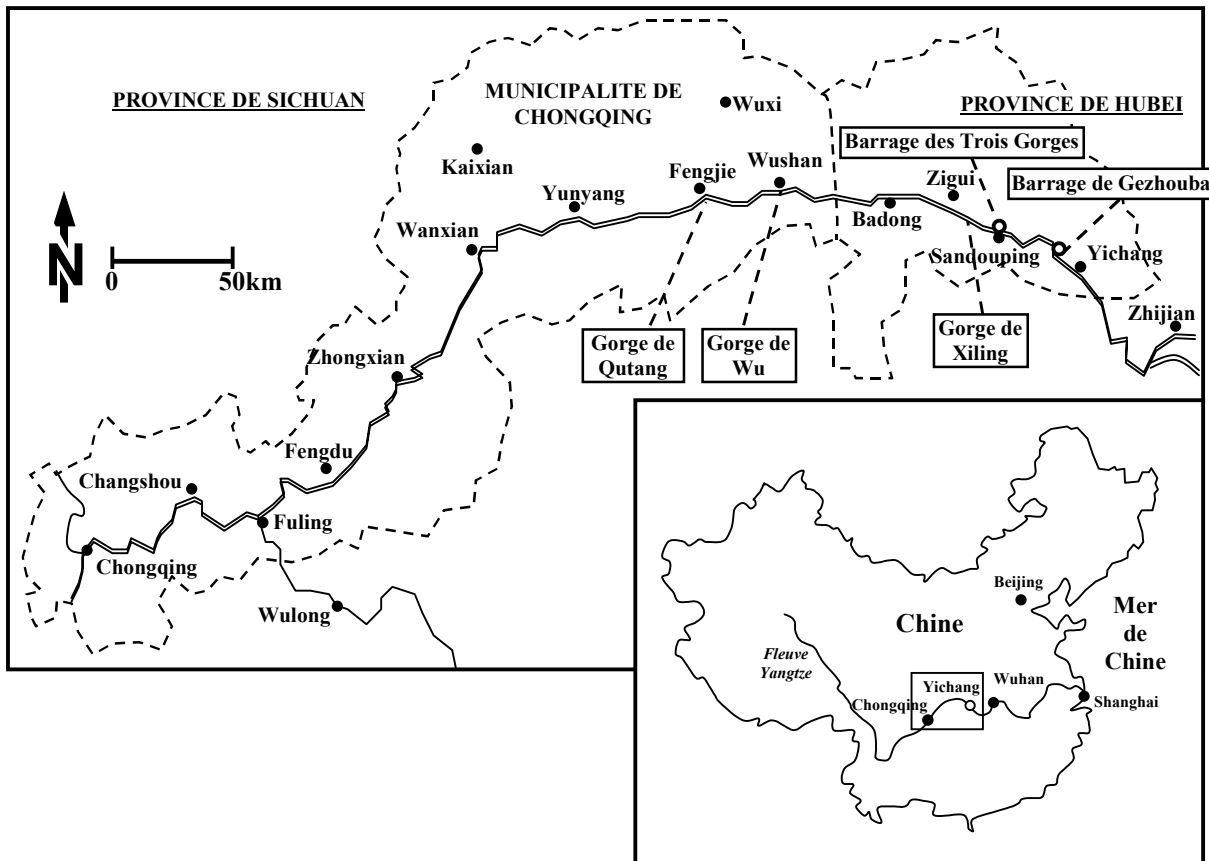 PROVINCE DE SICHUAN
MUNICIPALITE DE
CHONGQING
Wuxi
PROVINCE DE HUBEI
Barrage des Trois Gorges
Kaixian
Wushan
Fengjie
Zigui
Barrage de Gezhouba
Yunyang
Badong
Wanxian
Sandouping
Yichang
N
0
50km
Zhijian
Gorge de
Qutang
Gorge de
Wu
Gorge de
Xiling
Zhongxian
Fengdu
Changshou
Fuling
Chongqing
Wulong
Beijing
Mer
de
Chine
Chine
Fleuve
Yangtze
Yichang
Wuhan
Chongqing
Shanghai